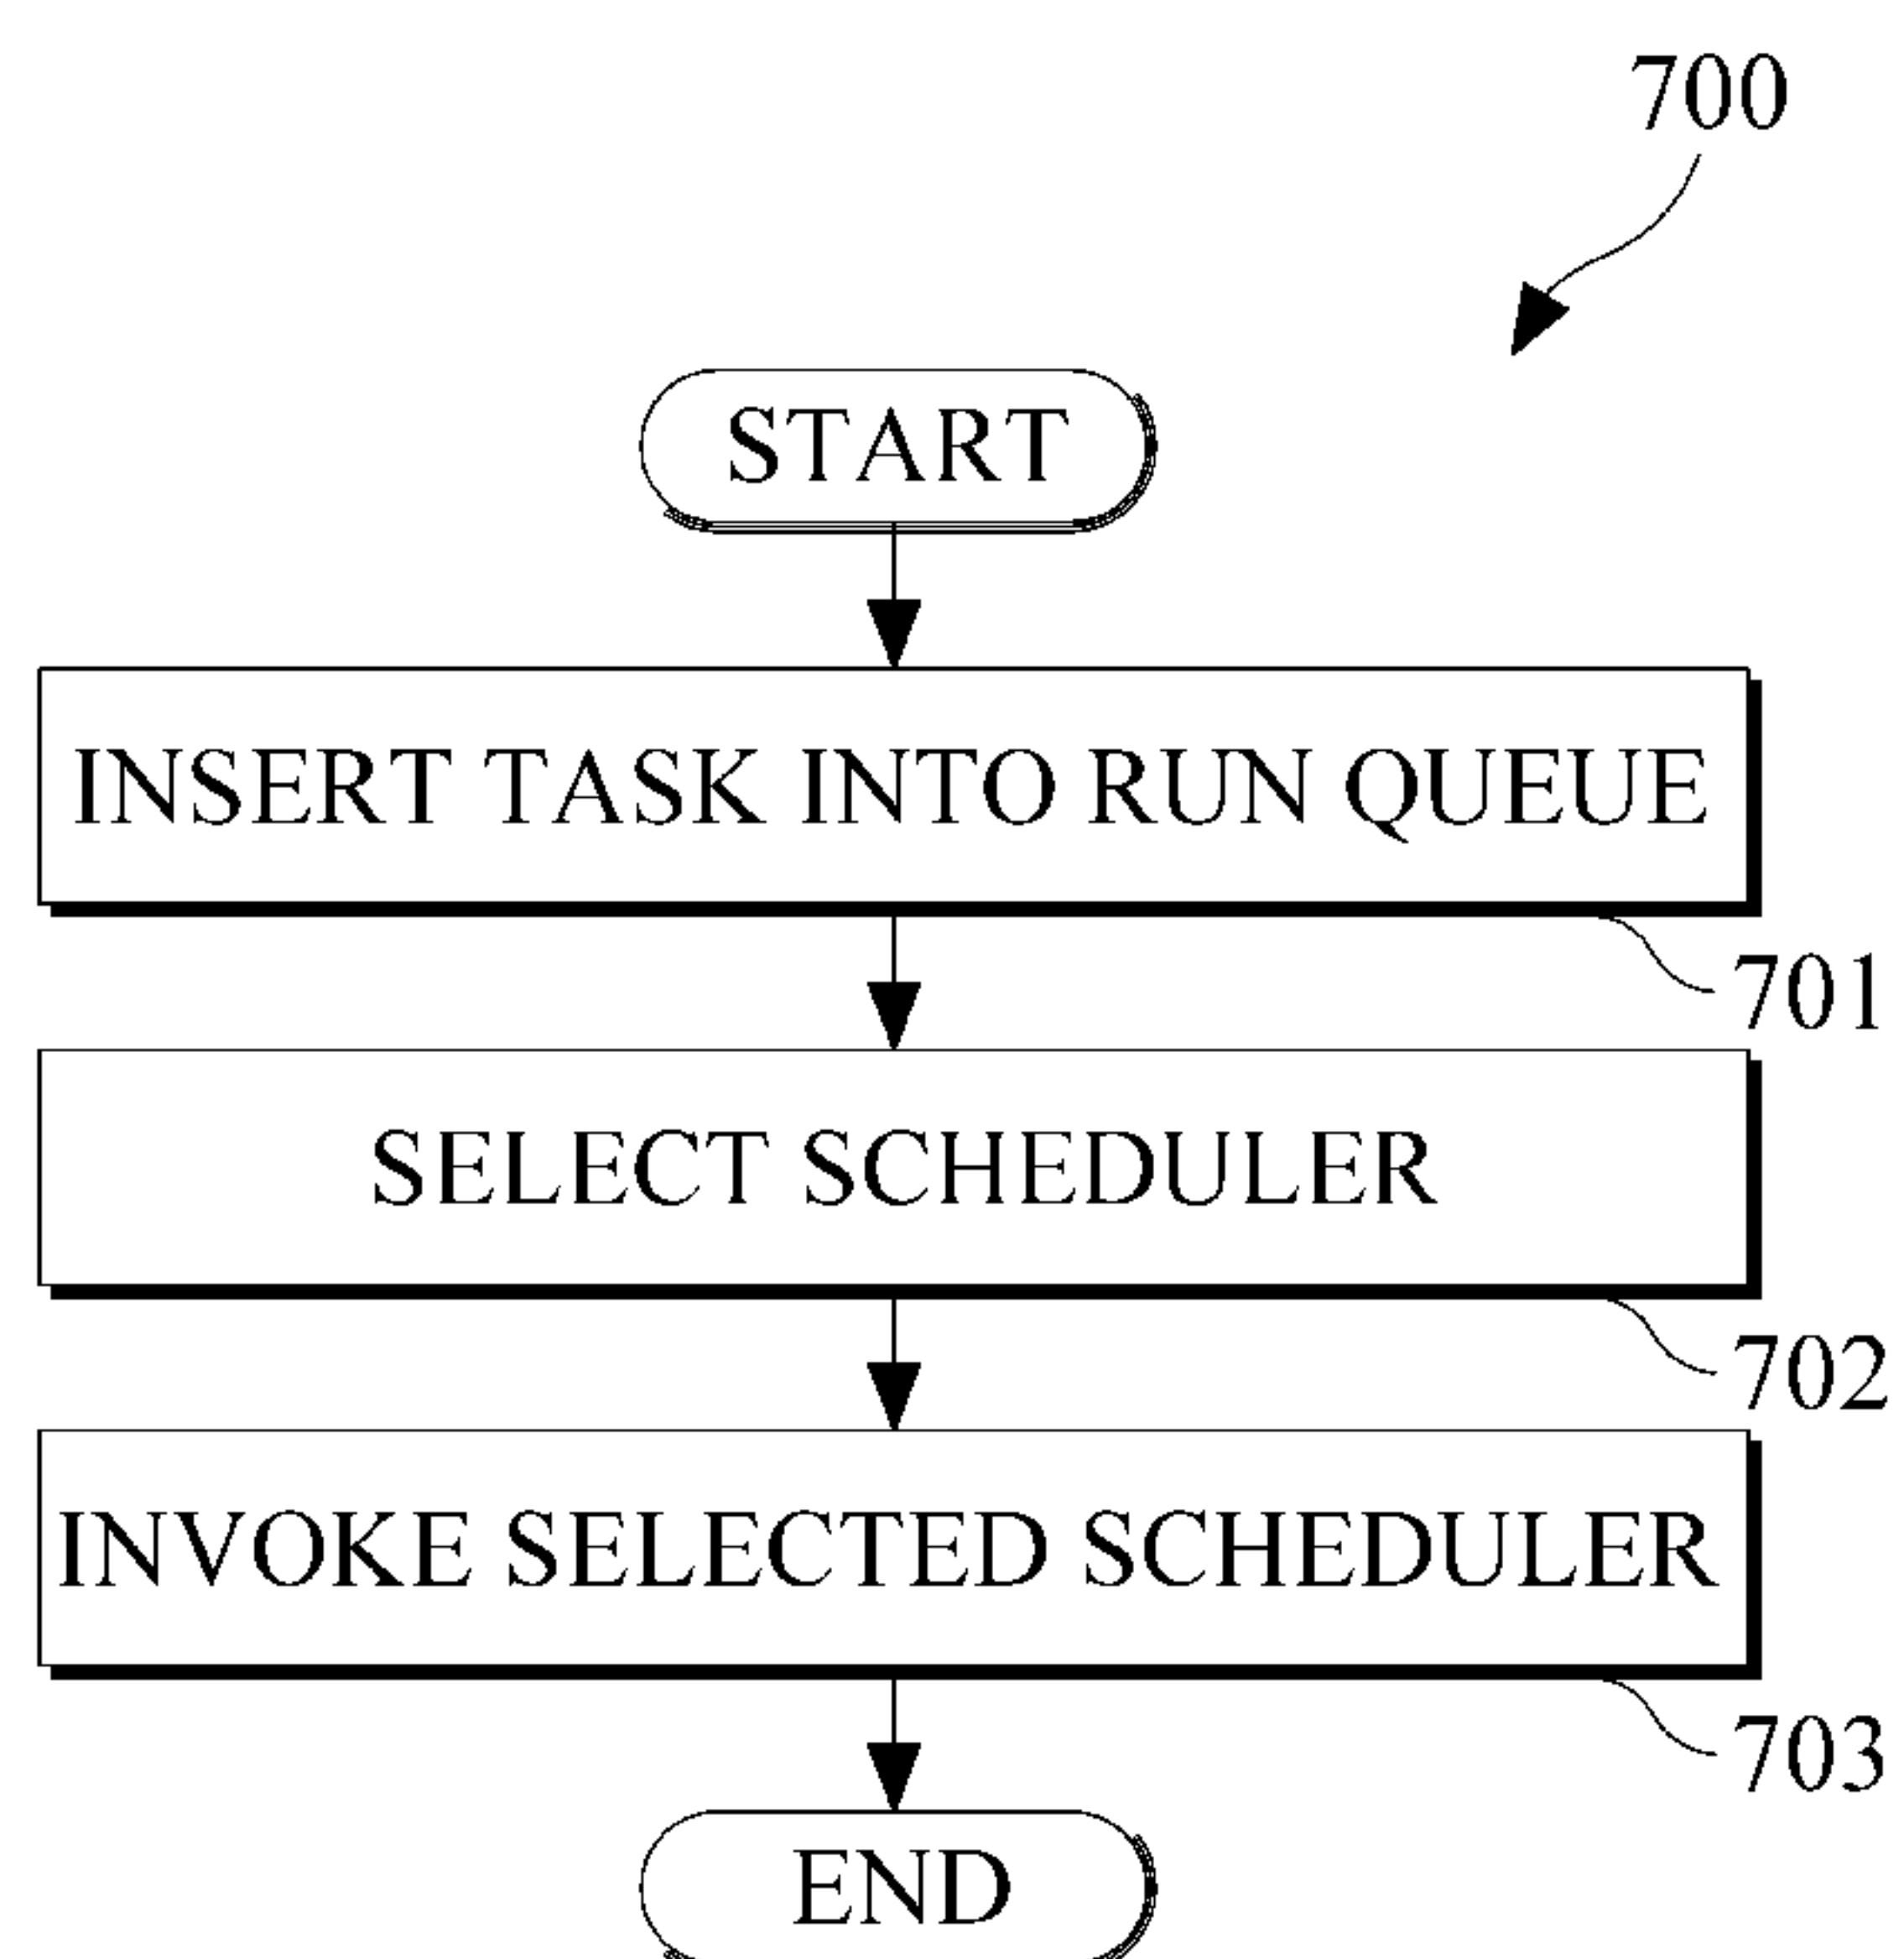 700
START
INSERT TASK INTO RUN QUEUE
701
SELECT SCHEDULER
702
INVOKE SELECTED SCHEDULER
703
END